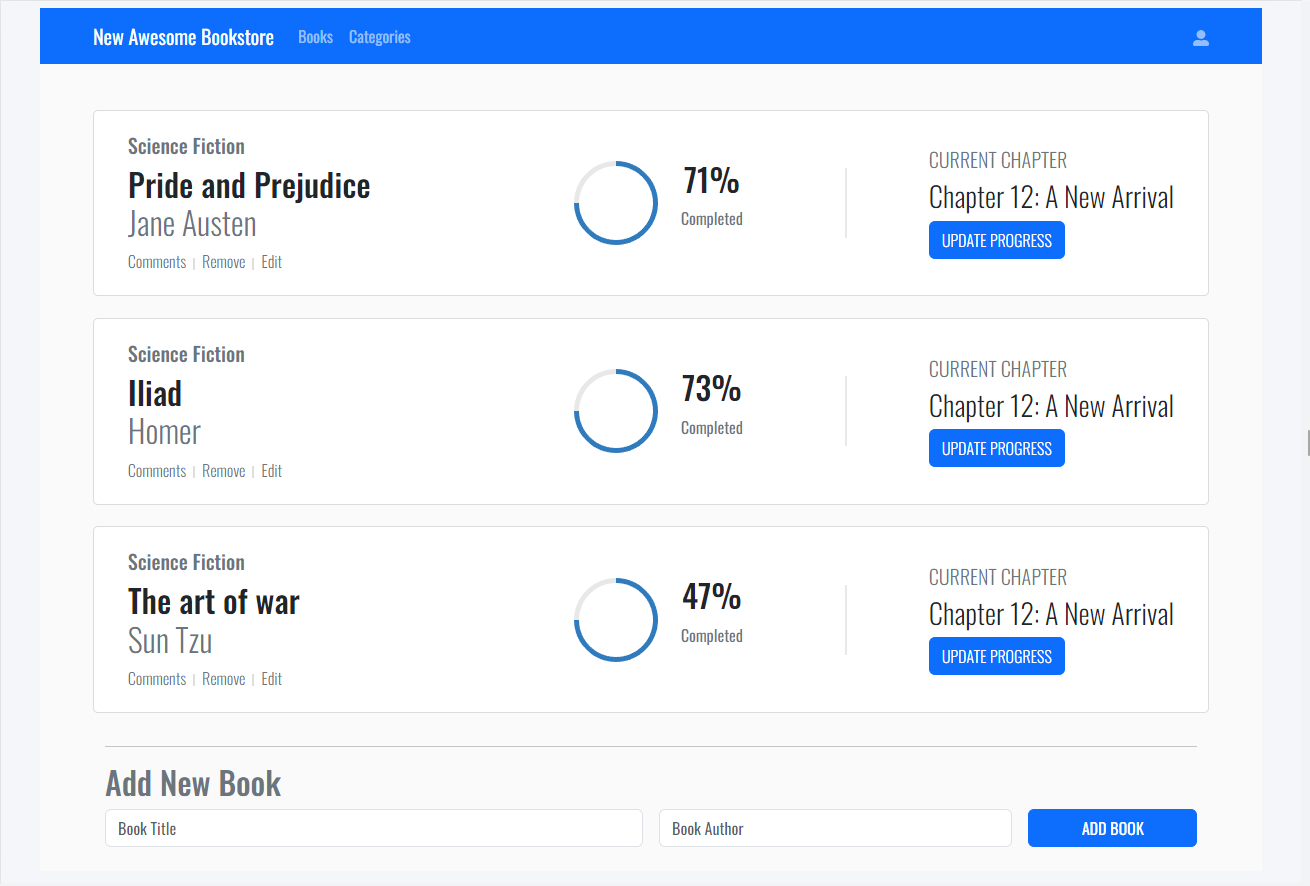 New Awesome Bookstore Books Categories
Science Fiction
Pride and Prejudice
Jane Austen
Comments | Remove | Edit
71%
Completed
CURRENT CHAPTER
Chapter 12: A New Arrival
UPDATE PROGRESS
Science Fiction
Iliad
Homer
Comments | Remove | Edit
73%
Completed
CURRENT CHAPTER
Chapter 12: A New Arrival
UPDATE PROGRESS
Science Fiction
The art of war
Sun Tzu
Comments | Remove | Edit
47%
Completed
CURRENT CHAPTER
Chapter 12: A New Arrival
UPDATE PROGRESS
Add New Book
Book Title Book Author ADD BOOK